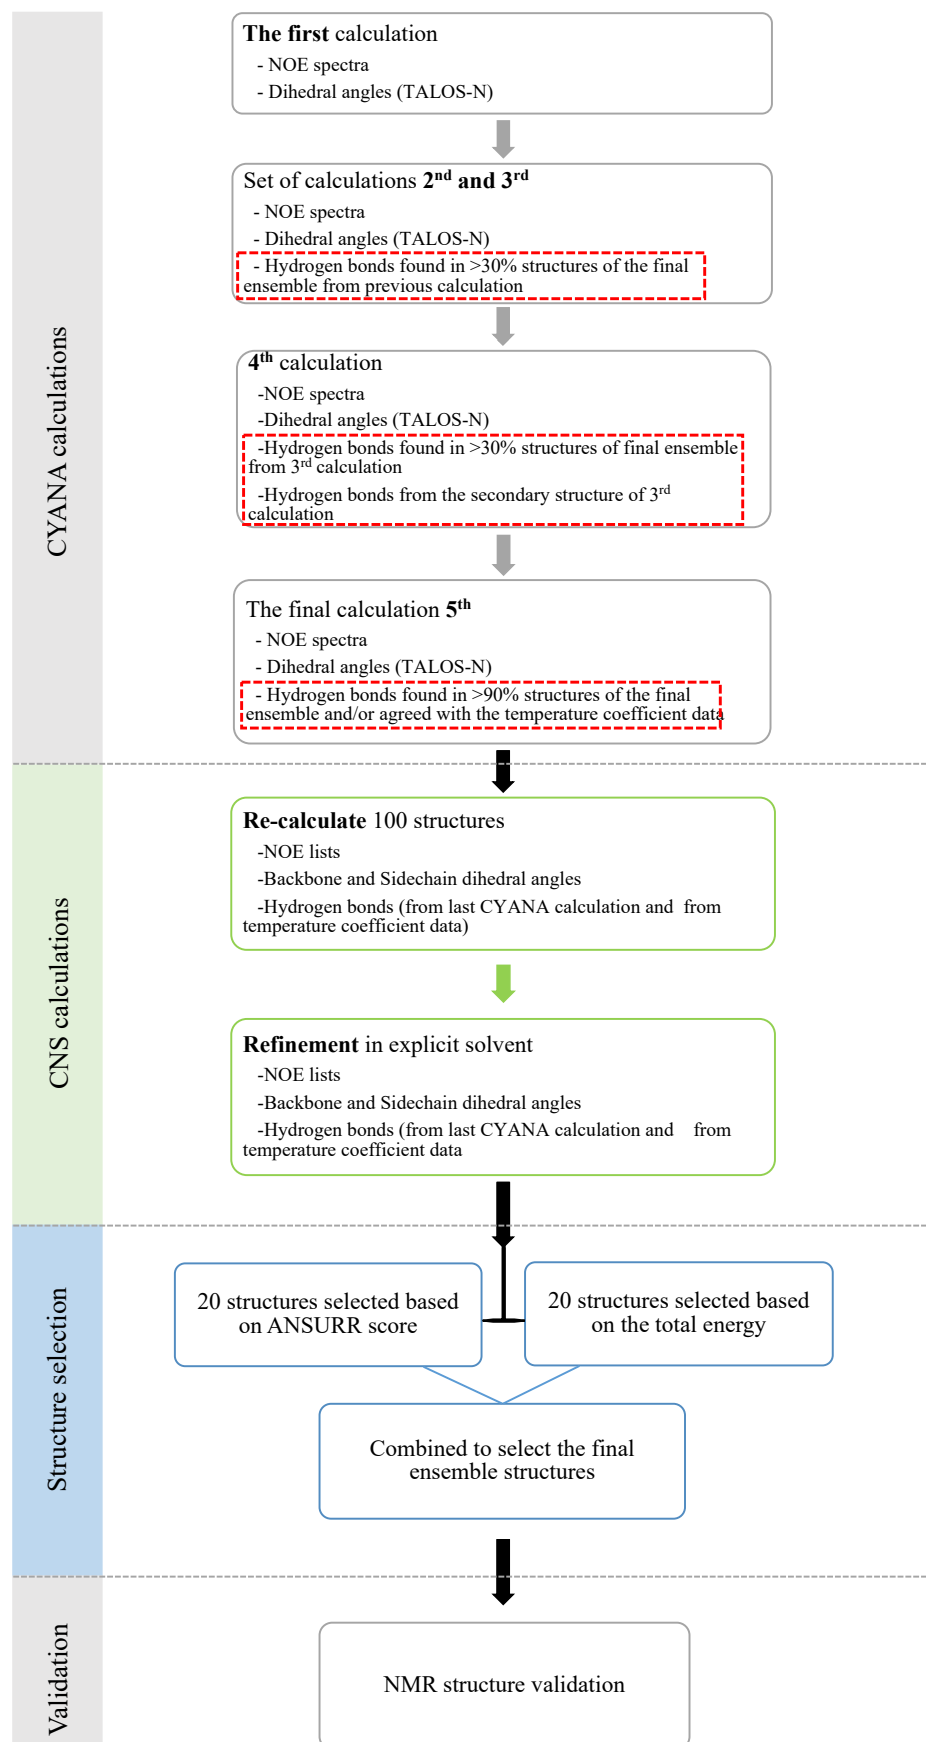 The first calculation
- NOE spectra
- Dihedral angles (TALOS-N)
Set of calculations 2nd and 3rd
- NOE spectra
- Dihedral angles (TALOS-N)
- Hydrogen bonds found in >30% structures of the final
ensemble from previous calculation
4th calculation
-NOE spectra
-Dihedral angles (TALOS-N)
-Hydrogen bonds found in >30% structures of final ensemble
from 3rd calculation
-Hydrogen bonds from the secondary structure of 3rd
calculation
The final calculation 5th
- NOE spectra
- Dihedral angles (TALOS-N)
- Hydrogen bonds found in >90% structures of the final
ensemble and/or agreed with the temperature coefficient data
CYANA calculations
Re-calculate 100 structures
-NOE lists
-Backbone and Sidechain dihedral angles
-Hydrogen bonds (from last CYANA calculation and from
temperature coefficient data)
Refinement in explicit solvent
-NOE lists
-Backbone and Sidechain dihedral angles
-Hydrogen bonds (from last CYANA calculation and from
temperature coefficient data
CNS calculations
20 structures selected based
on ANSURR score
20 structures selected based
on the total energy
Combined to select the final
ensemble structures
Structure selection
NMR structure validation
Validation